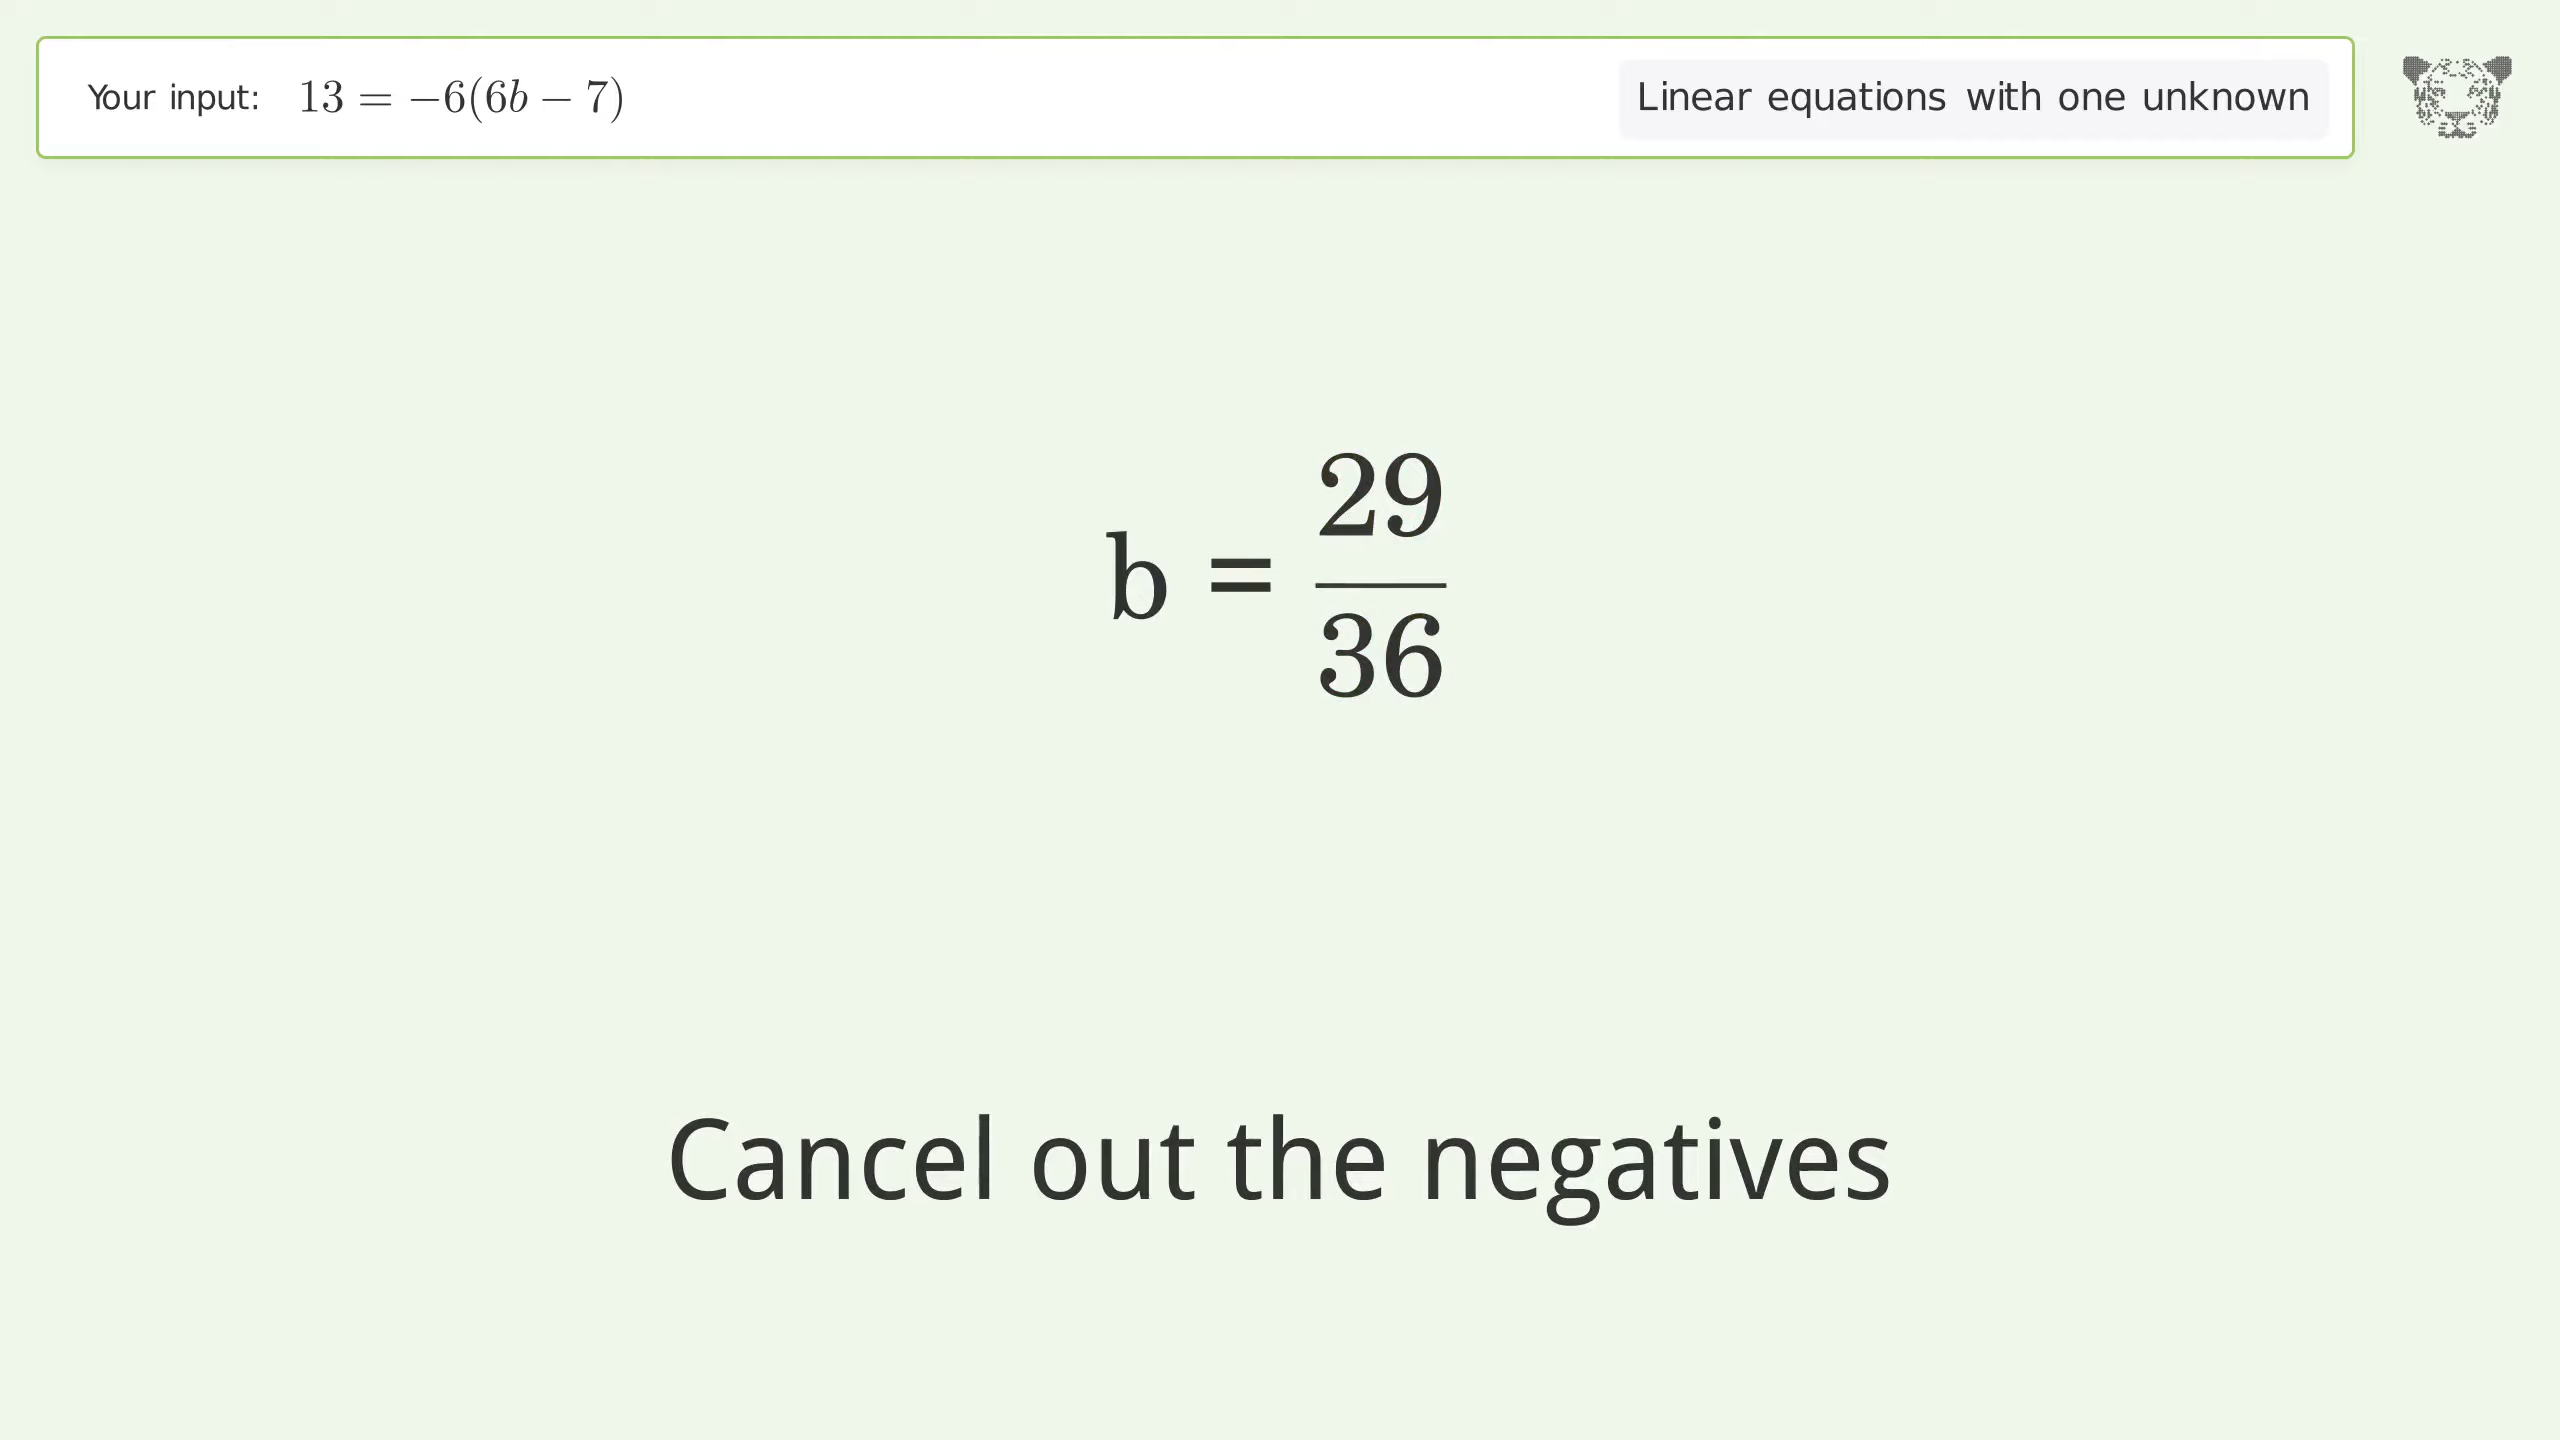 Your input: 13 = −6(6b − 7)
Linear equations with one unknown
b = 29/36
Cancel out the negatives